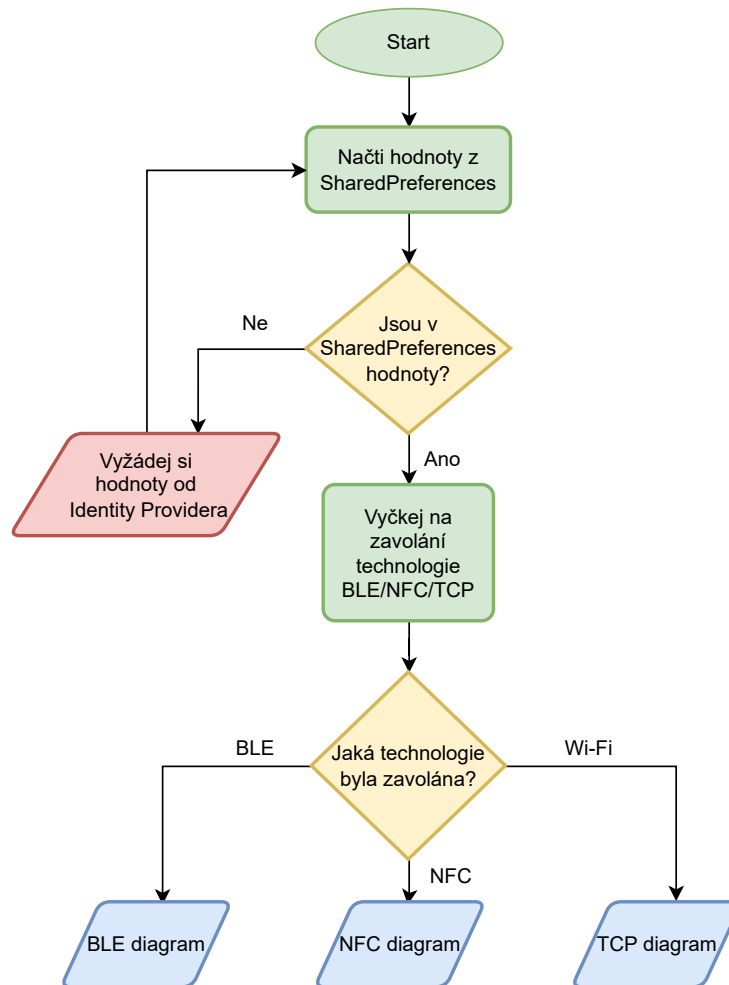 Start
Načti hodnoty z
SharedPreferences
Jsou v
SharedPreferences
hodnoty?
Ne
Vyžádej si
hodnoty od
Identity Providera
Ano
Vyčkej na
zavolání
technologie
BLE/NFC/TCP
Jaká technologie
byla zavolána?
BLE
Wi-Fi
NFC
BLE diagram
NFC diagram
TCP diagram